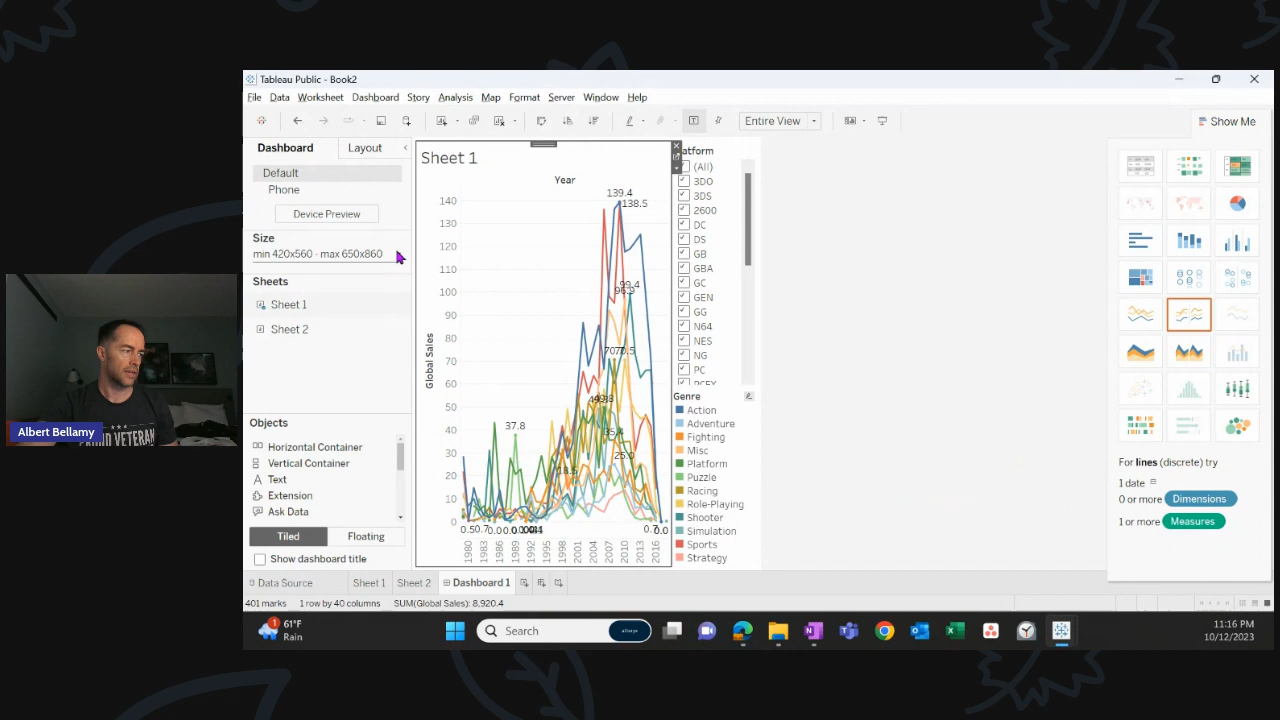 Tableau Public - Book2
File Data Worksheet Dashboard Story Analysis Map Format Server Window Help
Entire View
Show Me
Dashboard Layout
Default
Phone
Device Preview
Size
min 420x560 - max 650x860
Sheets
Sheet 1
Sheet 2
Objects
Horizontal Container
Vertical Container
Text
Extension
Ask Data
Tiled Floating
Show dashboard title
Sheet 1
Year
Global Sales
140
130
120
110
100
90
80
70
60
50
40
30
20
10
0
139.4
138.5
99.4
37.8
25.0
1980 1983 1986 1989 1992 1995 1998 2001 2004 2007 2010 2013 2016
(All)
3DO
3DS
2600
DC
DS
GB
GBA
GC
GEN
GG
N64
NES
NG
PC
Genre
Action
Adventure
Fighting
Misc
Platform
Puzzle
Racing
Role-Playing
Shooter
Simulation
Sports
Strategy
For lines (discrete) try
1 date
0 or more Dimensions
1 or more Measures
Data Source Sheet 1 Sheet 2 Dashboard 1
401 marks 1 row by 40 columns SUM(Global Sales): 8,920.4
1
61°F
Rain
Search
11:16 PM
10/12/2023
PROUD VETERAN
Albert Bellamy